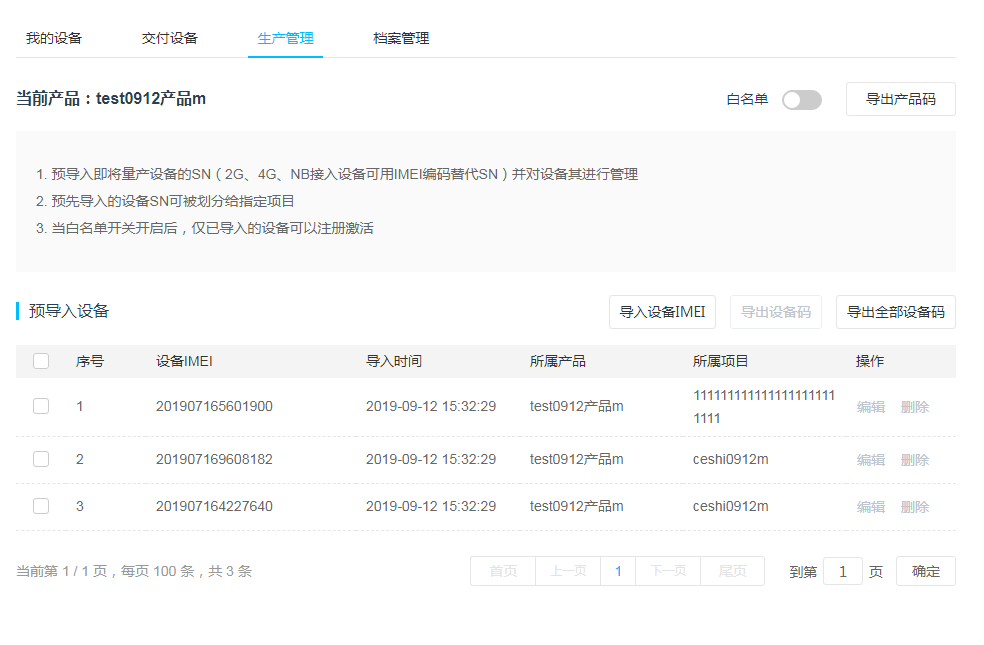 我的设备 交付设备 生产管理 档案管理
当前产品：test0912产品m 白名单 导出产品码
1. 预导入即将量产设备的SN（2G、4G、NB接入设备可用IMEI编码替代SN）并对设备其进行管理
2. 预先导入的设备SN可被划分给指定项目
3. 当白名单开关开启后，仅已导入的设备可以注册激活
预导入设备 导入设备IMEI 导出设备码 导出全部设备码
序号 设备IMEI 导入时间 所属产品 所属项目 操作
1 201907165601900 2019-09-12 15:32:29 test0912产品m 111111111111111111111 编辑 删除
1111
2 201907169608182 2019-09-12 15:32:29 test0912产品m ceshi0912m 编辑 删除
3 201907164227640 2019-09-12 15:32:29 test0912产品m ceshi0912m 编辑 删除
当前第 1 / 1 页，每页 100 条，共 3 条 首页 上一页 1 下一页 尾页 到第 1 页 确定